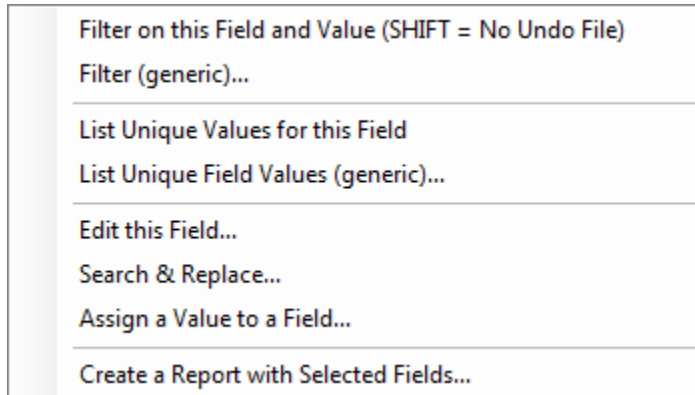 Filter on this Field and Value (SHIFT = No Undo File)
Filter (generic)...
List Unique Values for this Field
List Unique Field Values (generic)...
Edit this Field...
Search & Replace...
Assign a Value to a Field...
Create a Report with Selected Fields...